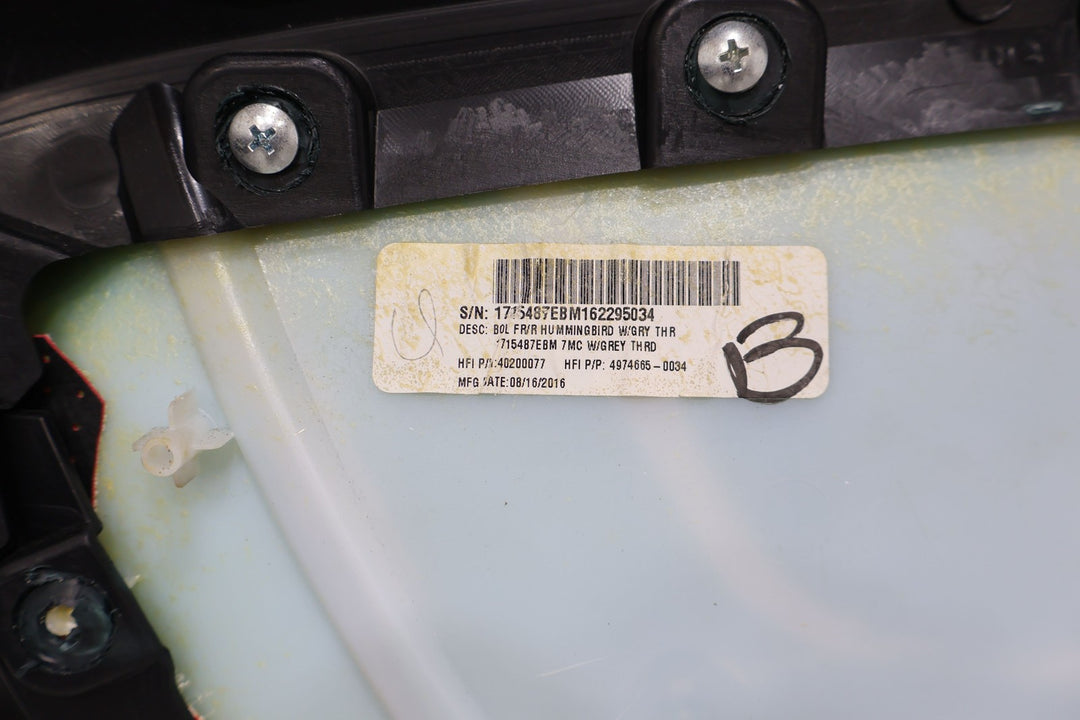 S/N: 1715487EBM162295034
DESC: BOL FR/R HUMMINGBIRD W/GRY THR
1715487EBM 7MC W/GREY THRD
HFI P/N:40200077 HFI P/P: 4974665-0034
MFG DATE:08/16/2016
B